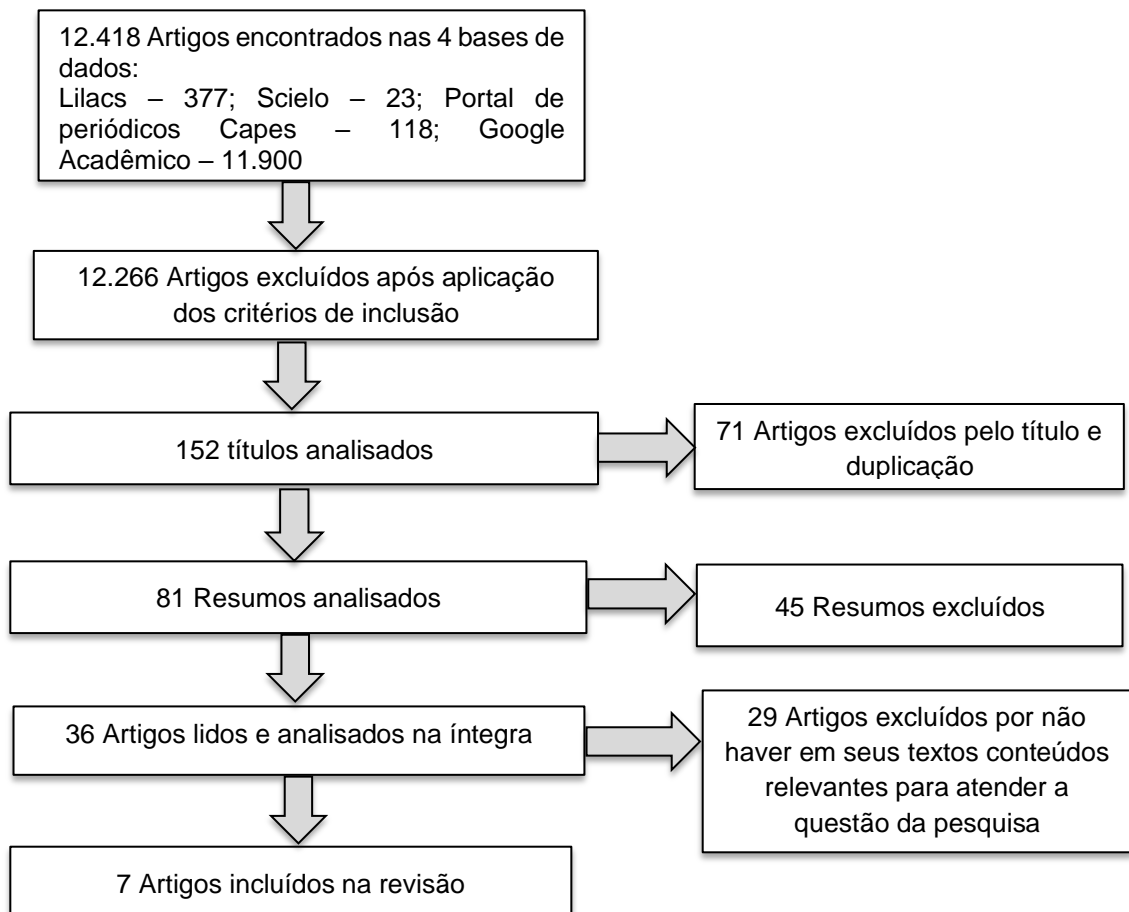 12.418 Artigos encontrados nas 4 bases de
dados:
Lilacs – 377; Scielo – 23; Portal de
periódicos Capes – 118; Google
Acadêmico – 11.900
12.266 Artigos excluídos após aplicação
dos critérios de inclusão
152 títulos analisados
71 Artigos excluídos pelo título e
duplicação
81 Resumos analisados
45 Resumos excluídos
36 Artigos lidos e analisados na íntegra
29 Artigos excluídos por não
haver em seus textos conteúdos
relevantes para atender a
questão da pesquisa
7 Artigos incluídos na revisão